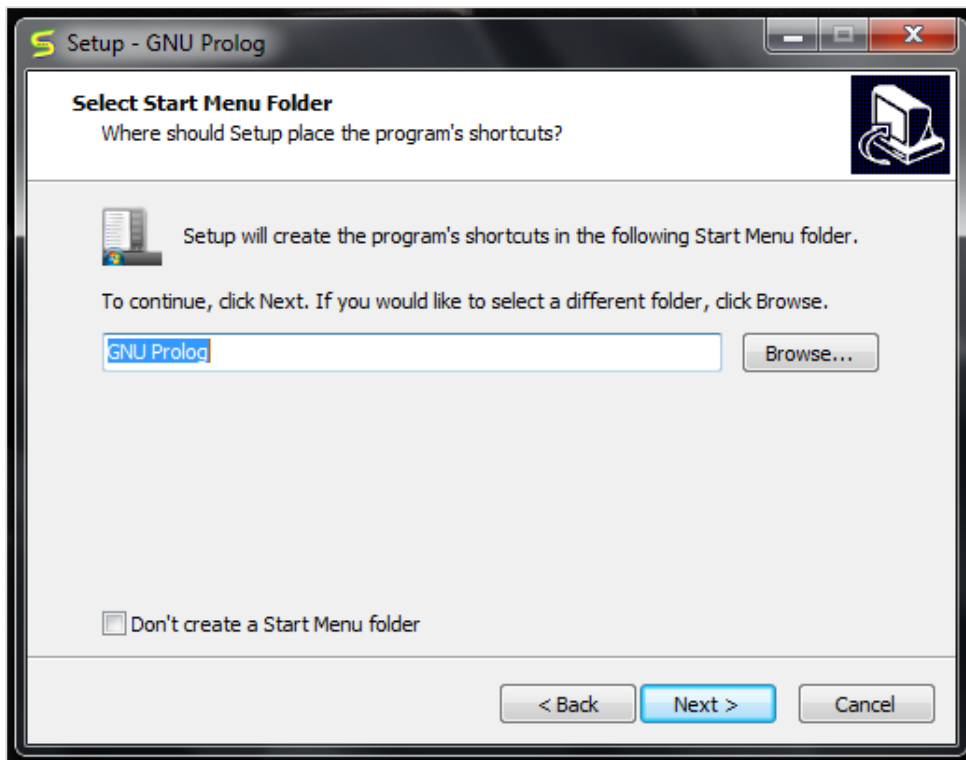 Setup - GNU Prolog
Select Start Menu Folder
Where should Setup place the program's shortcuts?
Setup will create the program's shortcuts in the following Start Menu folder.
To continue, click Next. If you would like to select a different folder, click Browse.
GNU Prolog
Browse...
Don't create a Start Menu folder
< Back
Next >
Cancel